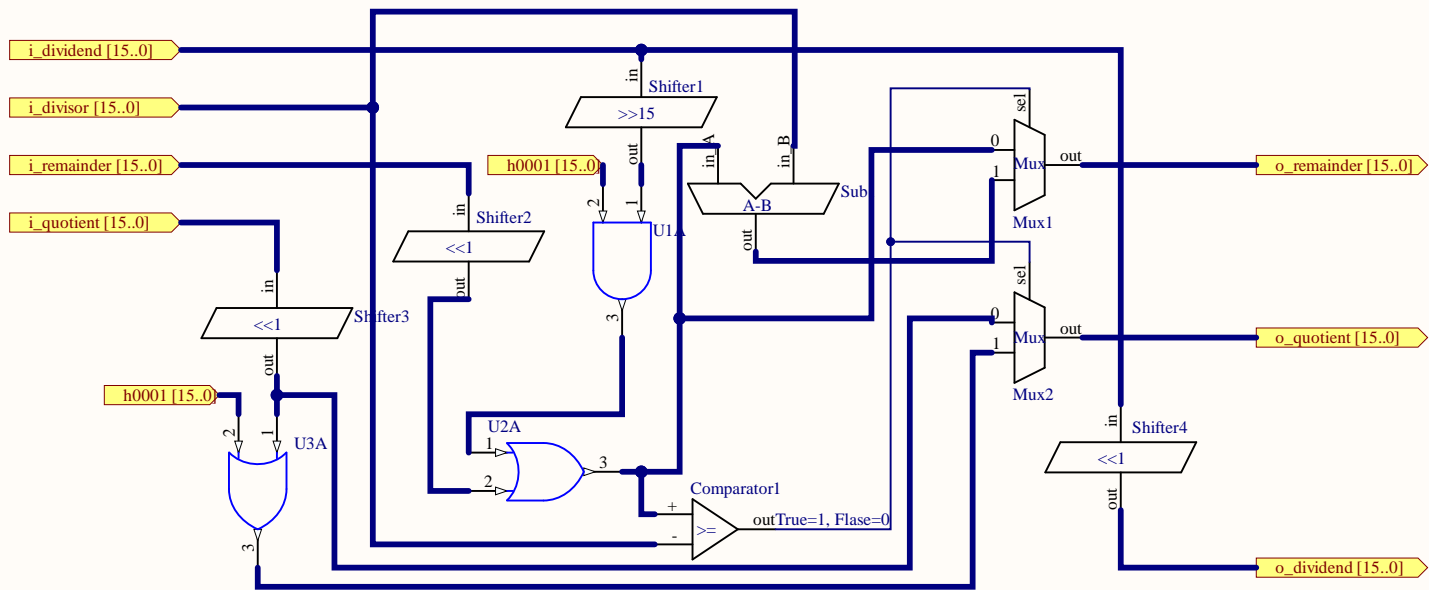 i_dividend [15..0]
i_divisor [15..0]
i_remainder [15..0]
i_quotient [15..0]
h0001 [15..0]
h0001 [15..0]
in
Shifter1
>>15
out
in
Shifter2
<<1
out
in
Shifter3
<<1
out
2
1
U1A
3
in_A
in_B
Sub
A-B
out
2
1
U3A
3
U2A
1
2
3
Comparator1
+
-
>=
outTrue=1, Flase=0
sel
0
1
Mux
out
Mux1
sel
0
1
Mux
out
Mux2
in
Shifter4
<<1
out
o_remainder [15..0]
o_quotient [15..0]
o_dividend [15..0]